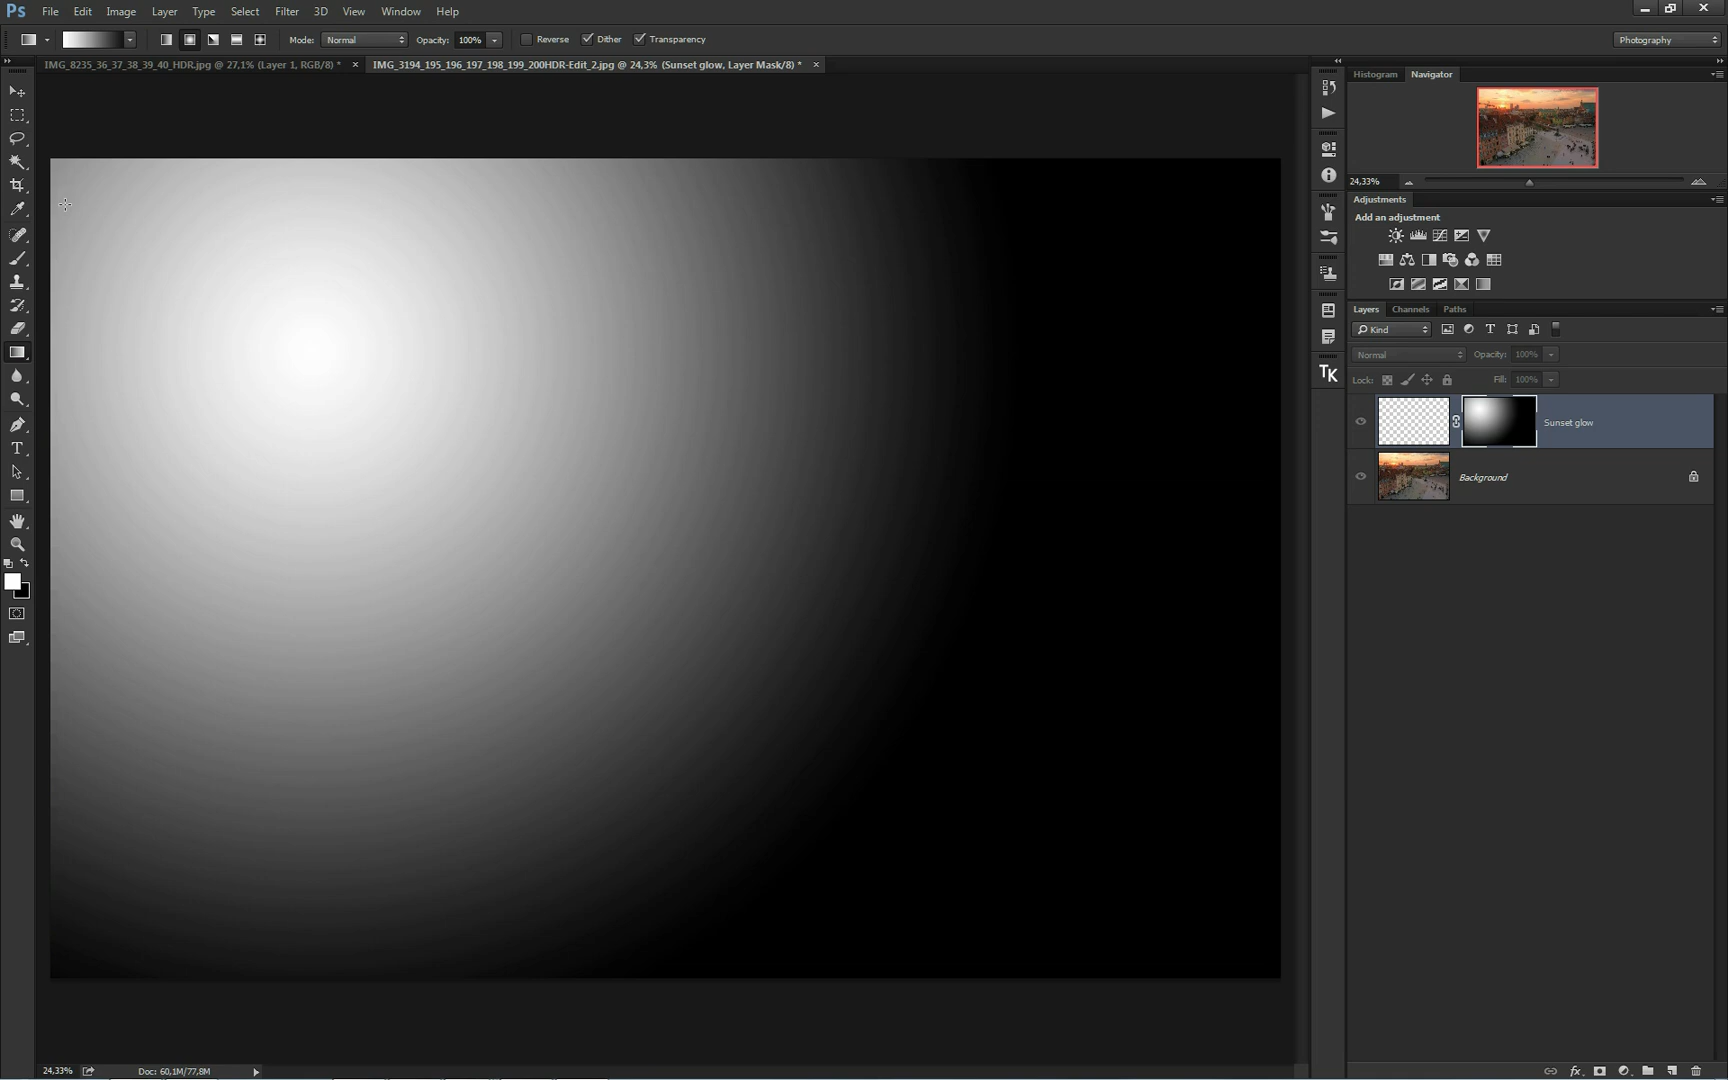 Ps File Edit Image Layer Type Select Filter 3D View Window Help
Mode: Normal Opacity: 100% Reverse Dither Transparency Photography
IMG_8235_36_37_38_39_40_HDR.jpg @ 27,1% (Layer 1, RGB/8) * × IMG_3194_195_196_197_198_199_200HDR-Edit_2.jpg @ 24,3% (Sunset glow, Layer Mask/8) * ×
Histogram Navigator
24,33%
Adjustments
Add an adjustment
Layers Channels Paths
Kind
Normal Opacity: 100%
Lock: Fill: 100%
TK
Sunset glow
Background
24,33% Doc: 60,1M/77,8M
fx
T
T